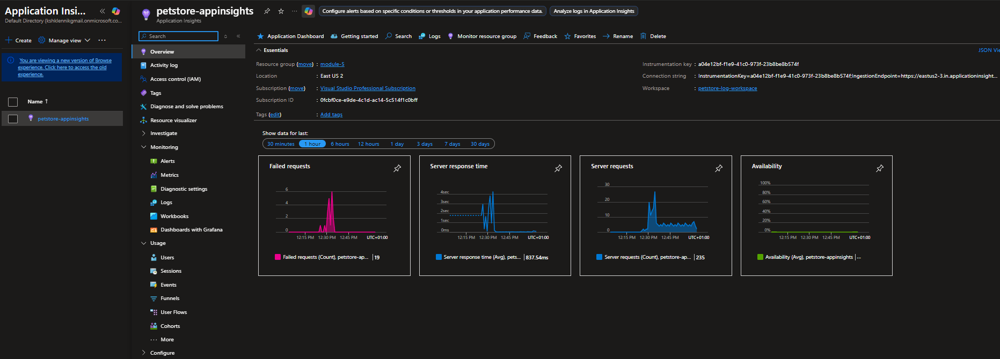 Application Insi...
Default Directory (kshklennikgmail.onmicrosoft.co...
Create
Manage view
You are viewing a new version of Browse
experience. Click here to access the old
experience.
Name ↑
petstore-appinsights
petstore-appinsights
Application Insights
Configure alerts based on specific conditions or thresholds in your application performance data.
Analyze logs in Application Insights
Search
Overview
Activity log
Access control (IAM)
Tags
Diagnose and solve problems
Resource visualizer
Investigate
Monitoring
Alerts
Metrics
Diagnostic settings
Logs
Workbooks
Dashboards with Grafana
Usage
Users
Sessions
Events
Funnels
User Flows
Cohorts
More
Configure
Application Dashboard
Getting started
Search
Logs
Monitor resource group
Feedback
Favorites
Rename
Delete
Essentials
JSON Vie
Resource group (move) : module-5
Location : East US 2
Subscription (move) : Visual Studio Professional Subscription
Subscription ID : 0fcbf0ce-e9de-4c1d-ac14-5c514f1c0bff
Tags (edit) : Add tags
Instrumentation key : a04e12bf-f1e9-41c0-973f-23b8be8b574f
Connection string : InstrumentationKey=a04e12bf-f1e9-41c0-973f-23b8be8b574f;IngestionEndpoint=https://eastus2-3.in.applicationinsight...
Workspace : petstore-log-workspace
Show data for last:
30 minutes 1 hour 6 hours 12 hours 1 day 3 days 7 days 30 days
Failed requests
6
4
2
0
12:15 PM 12:30 PM 12:45 PM UTC+01:00
Failed requests (Count), petstore-ap... 19
Server response time
4sec
3sec
2sec
1sec
0ms
12:15 PM 12:30 PM 12:45 PM UTC+01:00
Server response time (Avg), pets... 837.54ms
Server requests
30
20
10
0
12:15 PM 12:30 PM 12:45 PM UTC+01:00
Server requests (Count), petstore-ap... 235
Availability
100%
80%
60%
40%
20%
0%
12:15 PM 12:30 PM 12:45 PM UTC+01:00
Availability (Avg), petstore-appinsights --